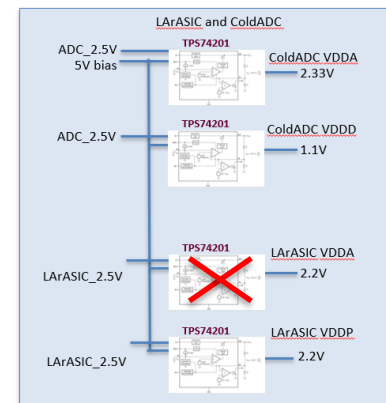 LArASIC and ColdADC
TPS74201
ADC_2.5V
5V bias
ColdADC VDDA
2.33V
TPS74201
ADC_2.5V
ColdADC VDDD
1.1V
TPS74201
LArASIC_2.5V
LArASIC VDDA
2.2V
TPS74201
LArASIC_2.5V
LArASIC VDDP
2.2V